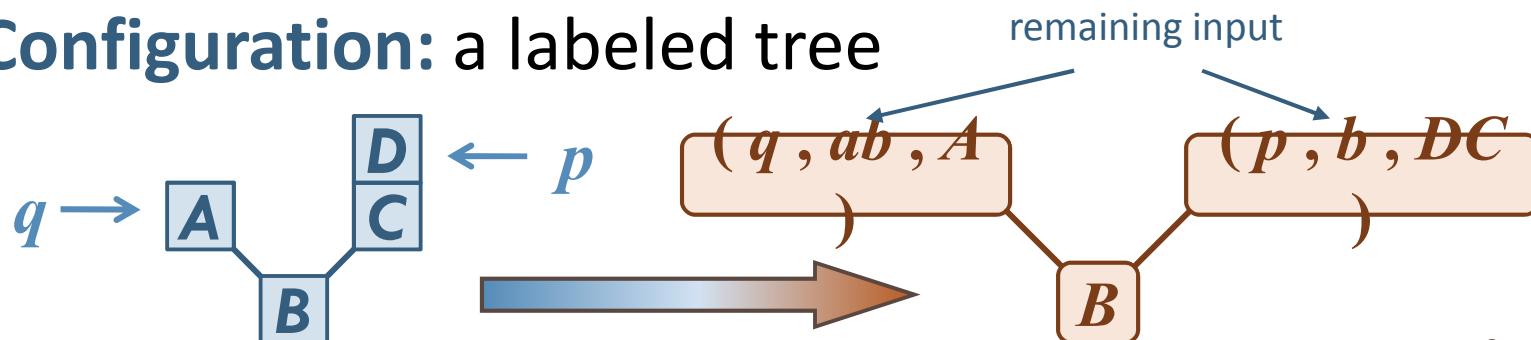 Configuration: a labeled tree
remaining input
D
p
q
A
C
B
( q , ab , A
)
( p , b , DC
)
B